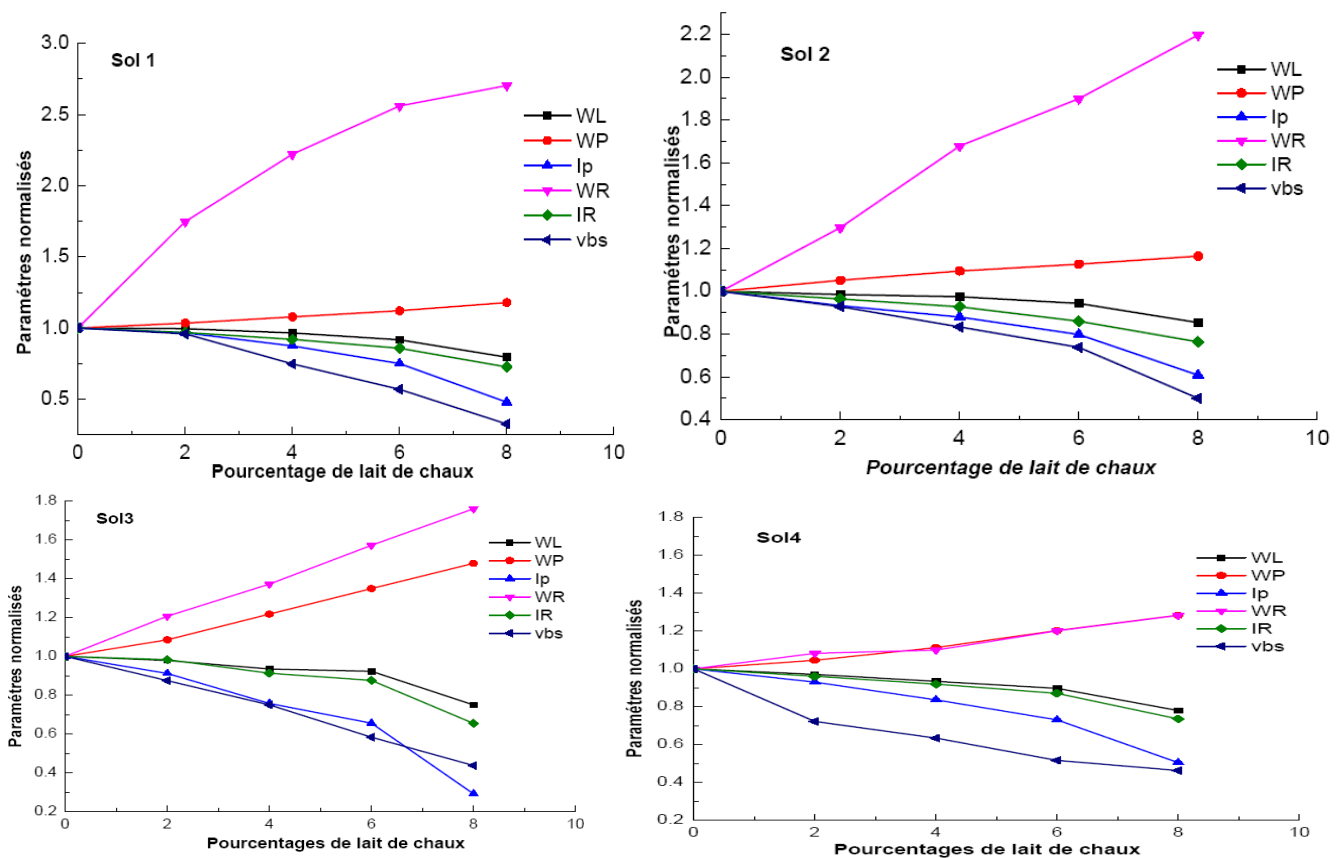 Sol 1
3.0
2.5
2.0
1.5
1.0
0.5
Paramétres normalisés
WL
WP
Ip
WR
IR
vbs
0 2 4 6 8 10
Pourcentage de lait de chaux
Sol 2
2.2
2.0
1.8
1.6
1.4
1.2
1.0
0.8
0.6
0.4
Paramétres normalisés
WL
WP
Ip
WR
IR
vbs
0 2 4 6 8 10
Pourcentage de lait de chaux
Sol3
1.8
1.6
1.4
1.2
1.0
0.8
0.6
0.4
0.2
Paramétres normalisés
WL
WP
Ip
WR
IR
vbs
0 2 4 6 8 10
Pourcentages de lait de chaux
Sol4
1.8
1.6
1.4
1.2
1.0
0.8
0.6
0.4
0.2
Paramétres normalisés
WL
WP
Ip
WR
IR
vbs
0 2 4 6 8 10
Pourcentages de lait de chaux